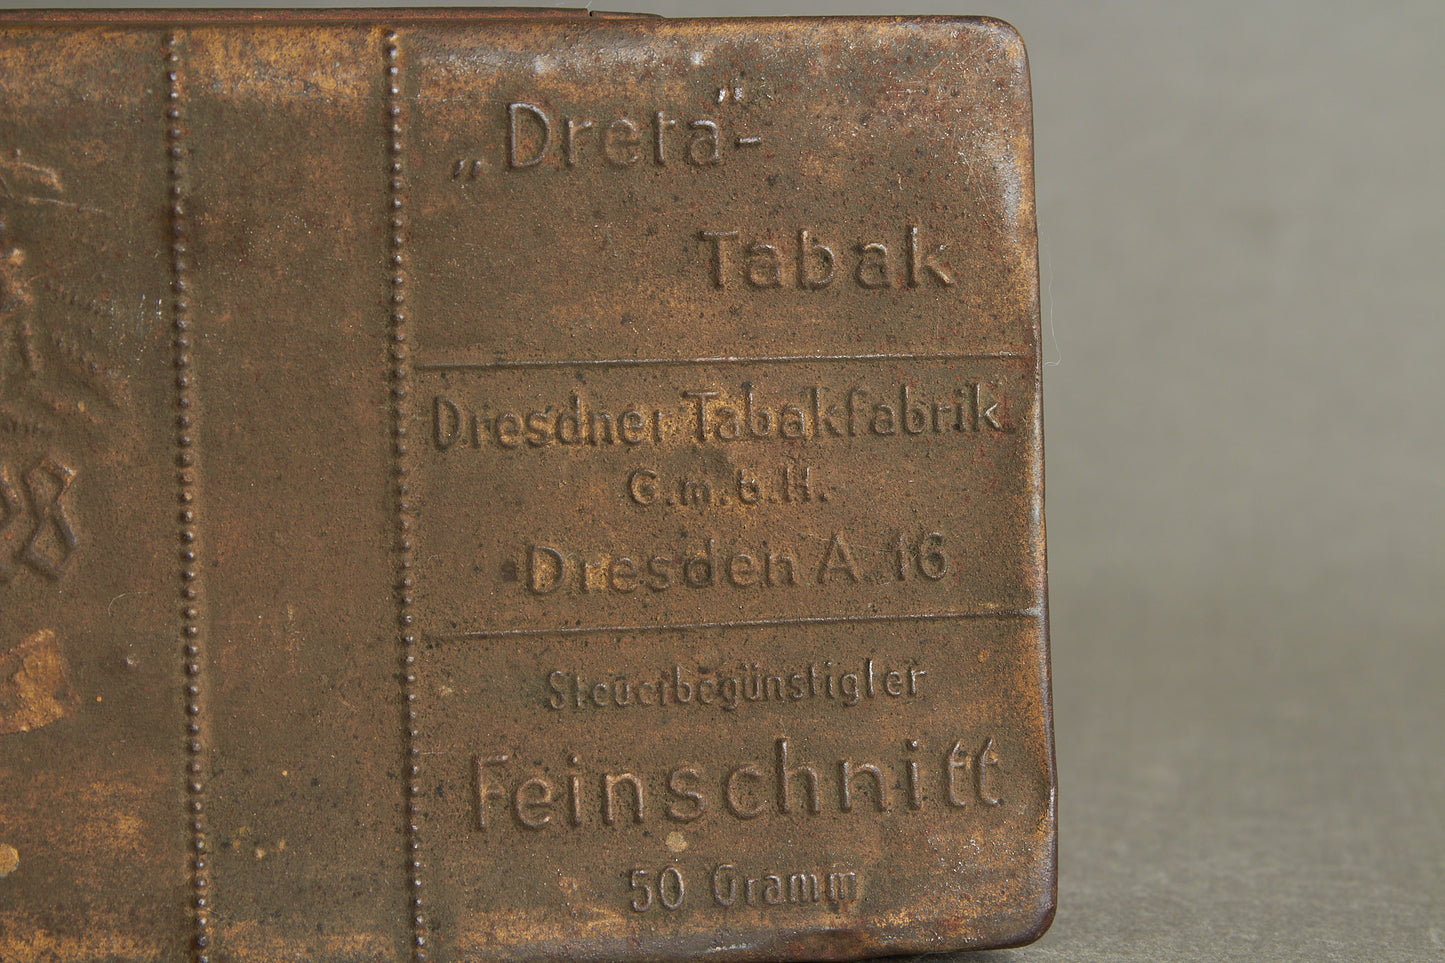 „Dreta“-
Tabak
Dresdner Tabakfabrik
G.m.b.H.
Dresden A. 16
Steuerbegünstigter
Feinschnitt
50 Gramm